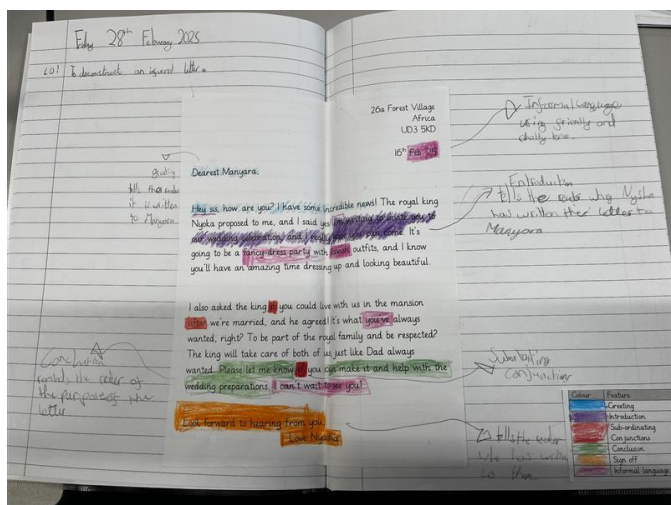 Friday 28th February 2025
LO: To deconstruct an informal letter.
26a Forest Village
Africa
UD3 5KD
16th Feb 25
Informal language
using friendly and
chatty tone.
greeting
tells the reader
it is written
to Manyara
Dearest Manyara,
Hey sis, how are you? I have some incredible news! The royal king
Nyoka proposed to me, and I said yes! I'm writing to invite you to
our wedding celebration and I really hope you can come. It's
going to be a fancy-dress party with lavish outfits, and I know
you'll have an amazing time dressing up and looking beautiful.
Introduction
tells the reader why Nyasha
has written the letter to
Manyara
I also asked the king if you could live with us in the mansion
after we're married, and he agreed! It's what you've always
wanted, right? To be part of the royal family and be respected?
The king will take care of both of us just like Dad always
wanted. Please let me know if you can make it and help with the
wedding preparations. I can't wait to see you!
Conclusion
reminds the reader of
the purpose of the
letter
Subordinating
conjunctions
Look forward to hearing from you,
Love Nyasha
tells the reader
who has written
to them.
Colour Feature
Greeting
Introduction
Sub-ordinating
Conjunctions
Conclusion
Sign off
Informal language